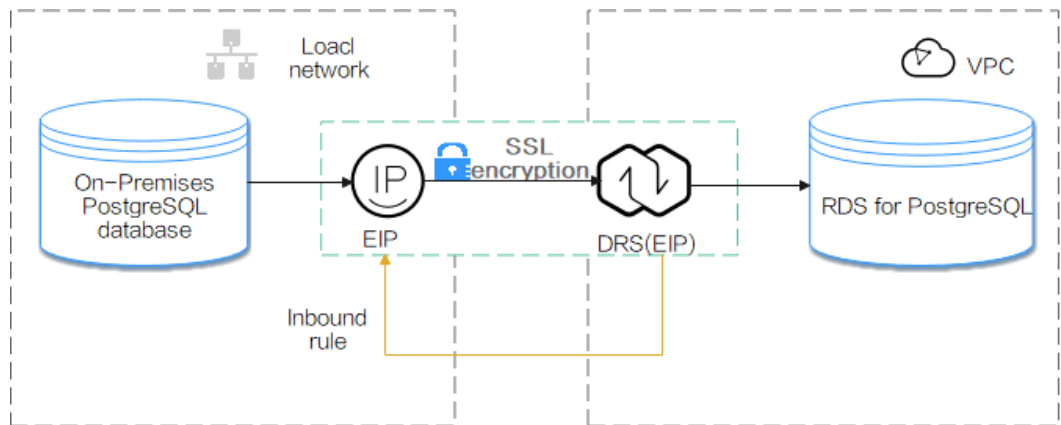 Loacl
network
VPC
On-Premises
PostgreSQL
database
IP
EIP
SSL
encryption
DRS(EIP)
RDS for PostgreSQL
Inbound
rule